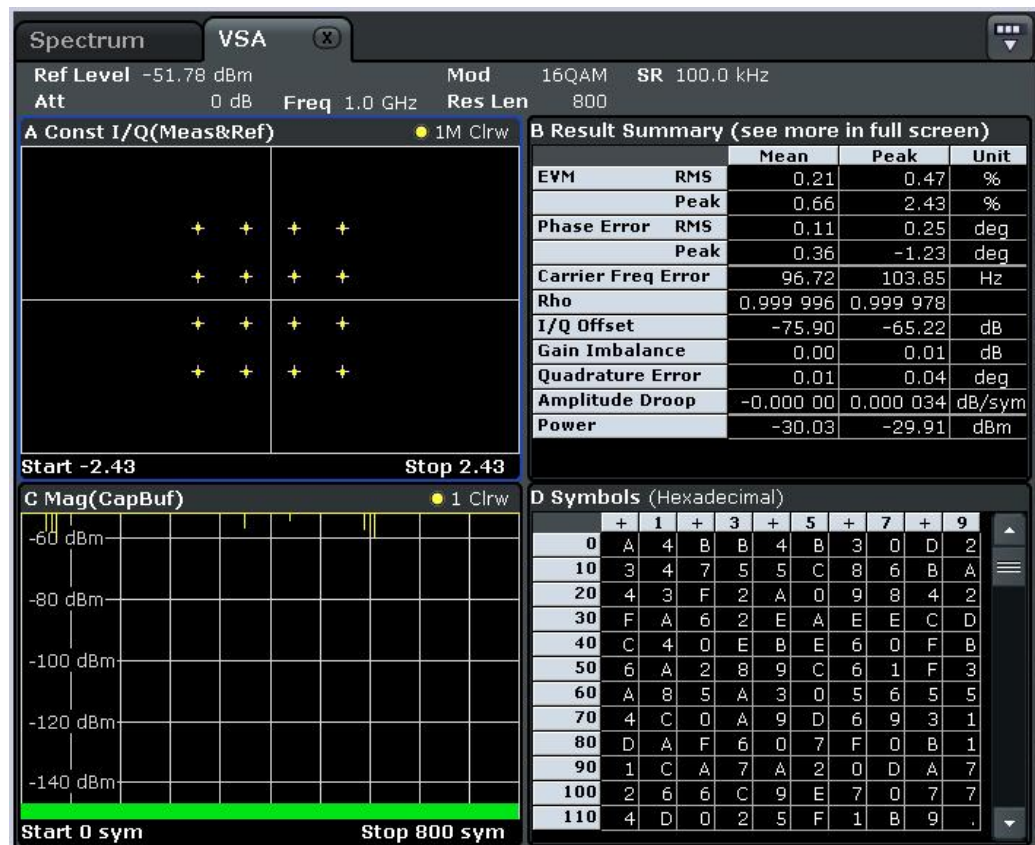 Spectrum VSA X
Ref Level -51.78 dBm Mod 16QAM SR 100.0 kHz
Att 0 dB Freq 1.0 GHz Res Len 800
A Const I/Q(Meas&Ref) 1M Clrw
Start -2.43 Stop 2.43
B Result Summary (see more in full screen)
Mean Peak Unit
EVM RMS 0.21 0.47 %
Peak 0.66 2.43 %
Phase Error RMS 0.11 0.25 deg
Peak 0.36 -1.23 deg
Carrier Freq Error 96.72 103.85 Hz
Rho 0.999 996 0.999 978
I/Q Offset -75.90 -65.22 dB
Gain Imbalance 0.00 0.01 dB
Quadrature Error 0.01 0.04 deg
Amplitude Droop -0.000 00 0.000 034 dB/sym
Power -30.03 -29.91 dBm
C Mag(CapBuf) 1 Clrw
-60 dBm
-80 dBm
-100 dBm
-120 dBm
-140 dBm
Start 0 sym Stop 800 sym
D Symbols (Hexadecimal)
+ 1 + 3 + 5 + 7 + 9
0 A 4 B B 4 B 3 0 D 2
10 3 4 7 5 5 C 8 6 B A
20 4 3 F 2 A 0 9 8 4 2
30 F A 6 2 E A E E C D
40 C 4 0 E B E 6 0 F B
50 6 A 2 8 9 C 6 1 F 3
60 A 8 5 A 3 0 5 6 5 5
70 4 C 0 A 9 D 6 9 3 1
80 D A F 6 0 7 F 0 B 1
90 1 C A 7 A 2 0 D A 7
100 2 6 6 C 9 E 7 0 7 7
110 4 D 0 2 5 F 1 B 9 .